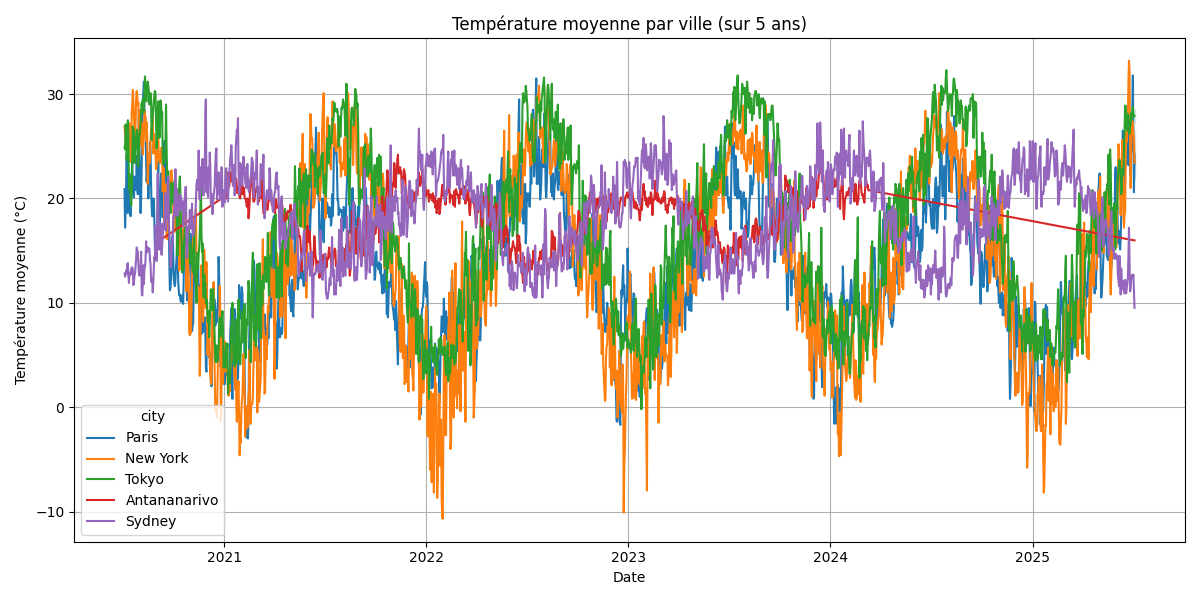 Température moyenne par ville (sur 5 ans)
Température moyenne (°C)
30
20
10
0
−10
city
Paris
New York
Tokyo
Antananarivo
Sydney
2021
2022
2023
2024
2025
Date